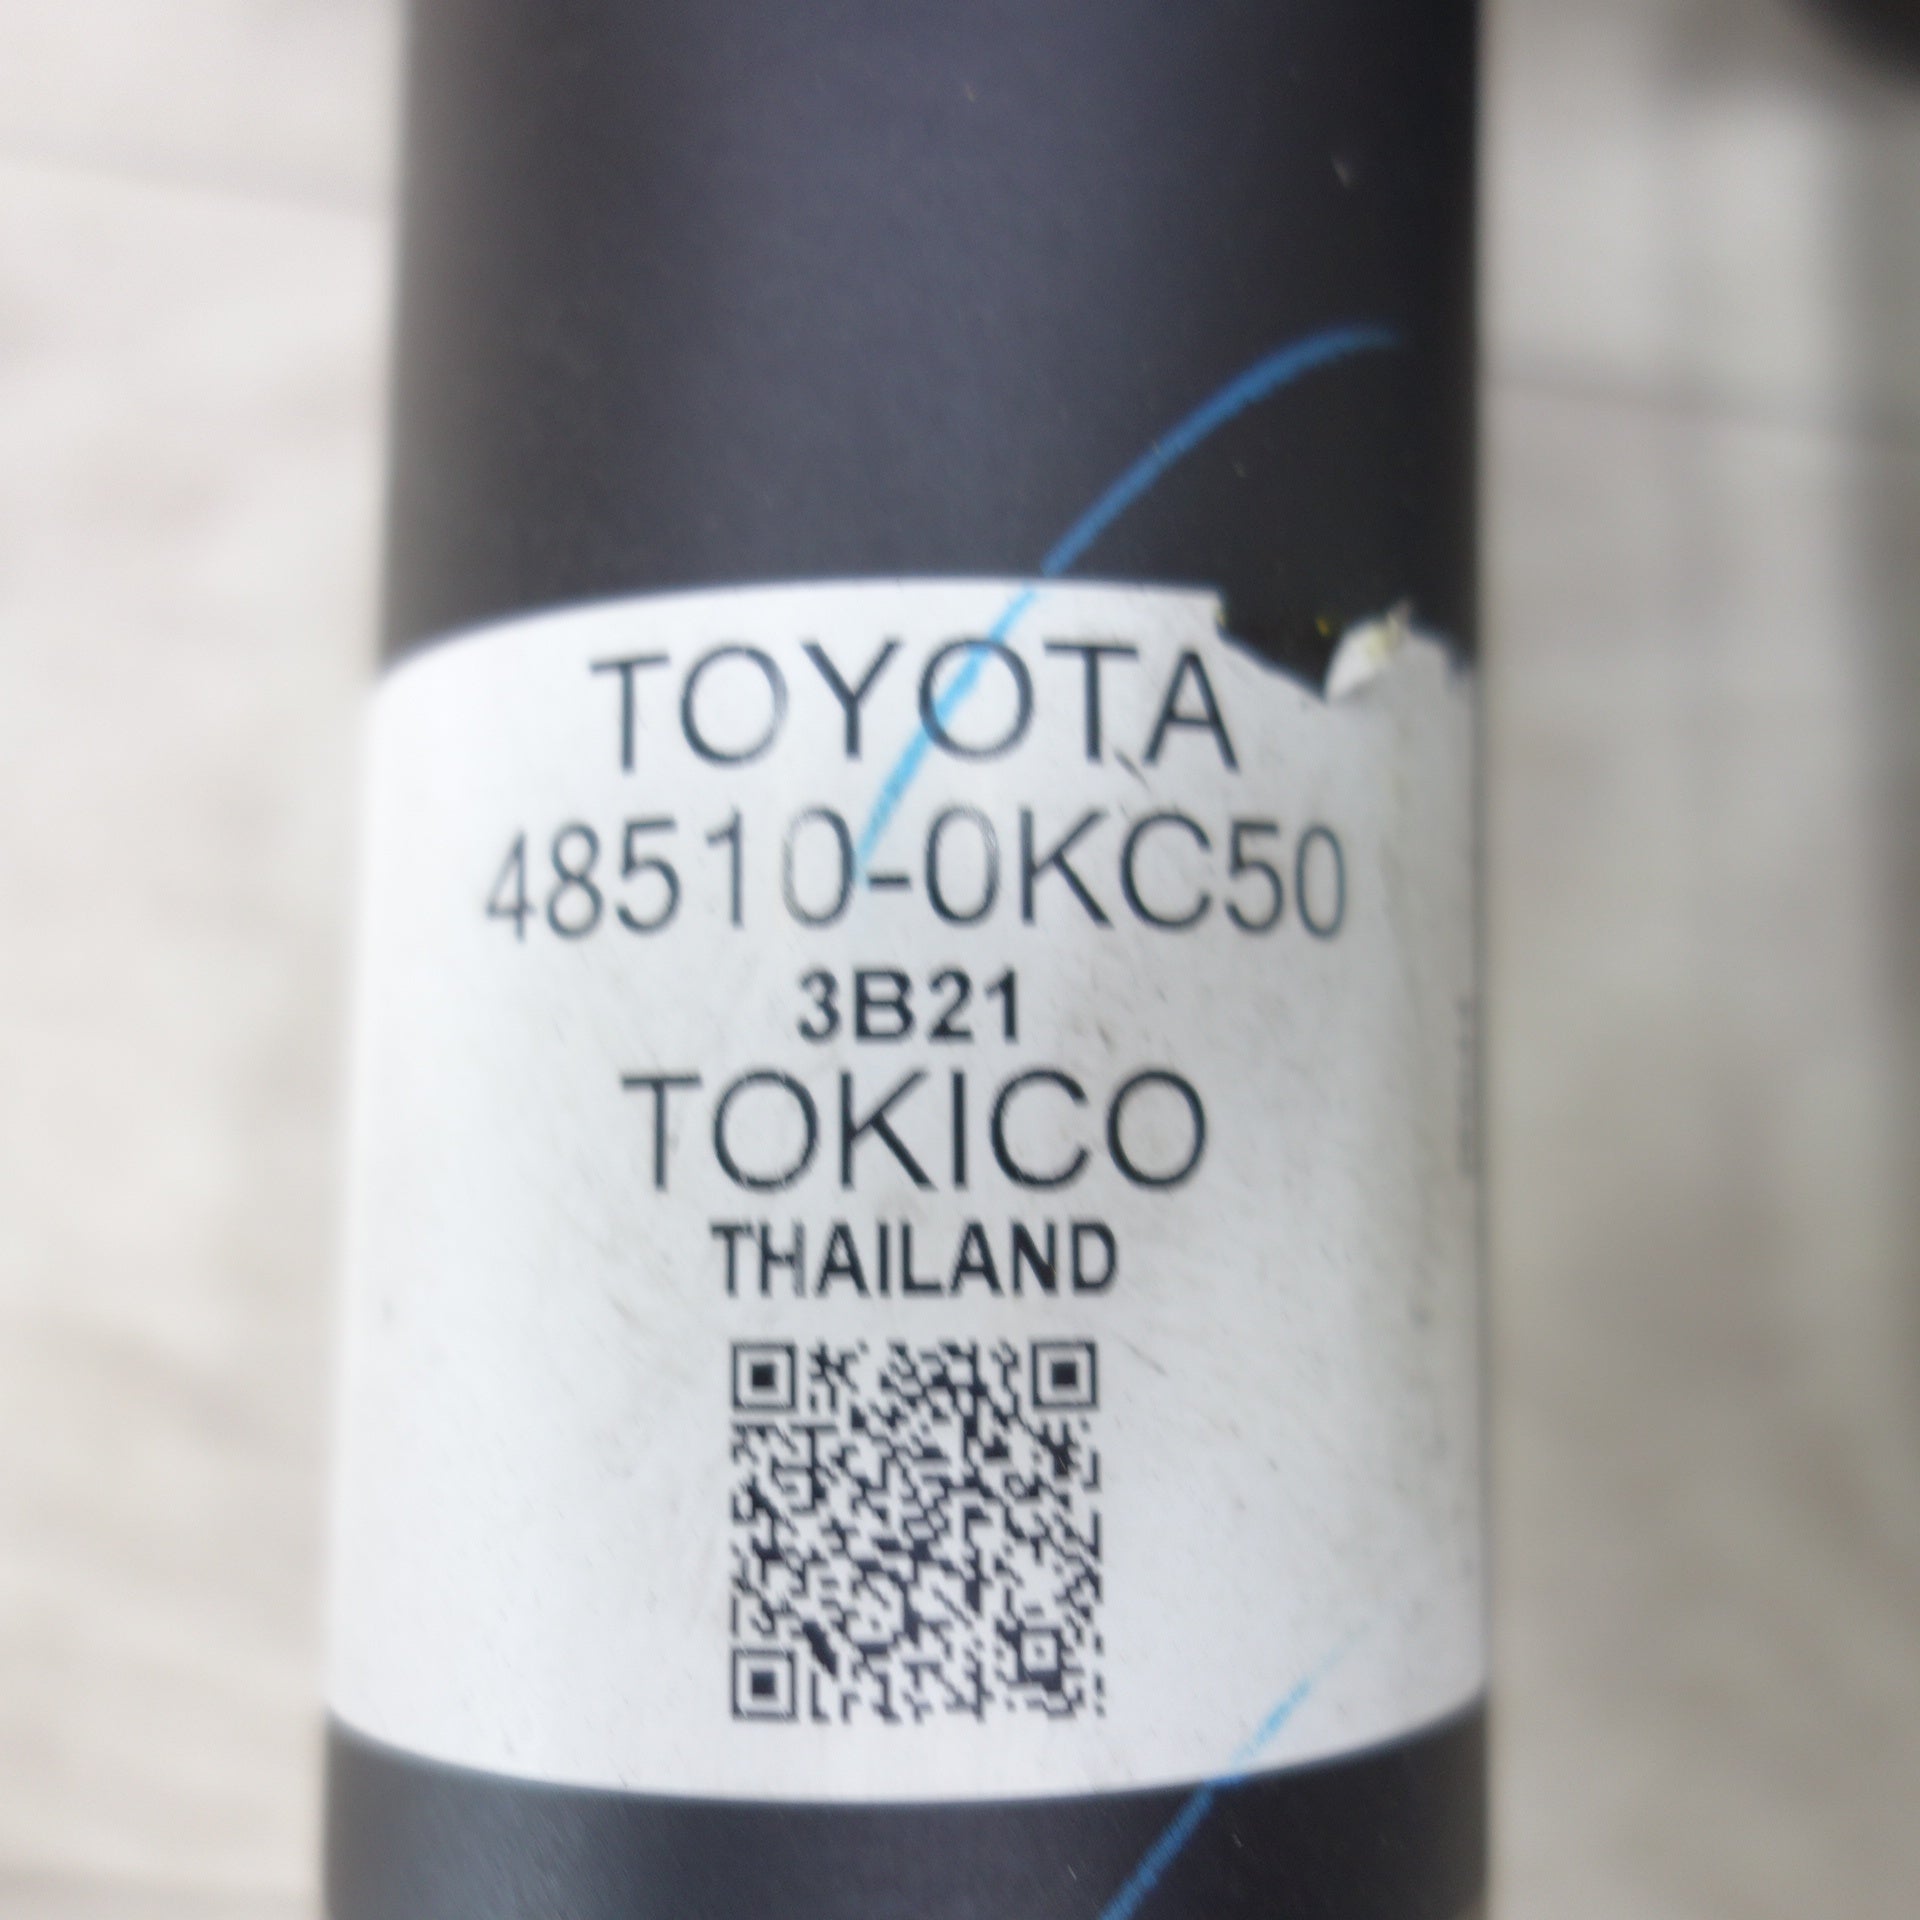 TOYOTA
48510-0KC50
3B21
TOKICO
THAILAND